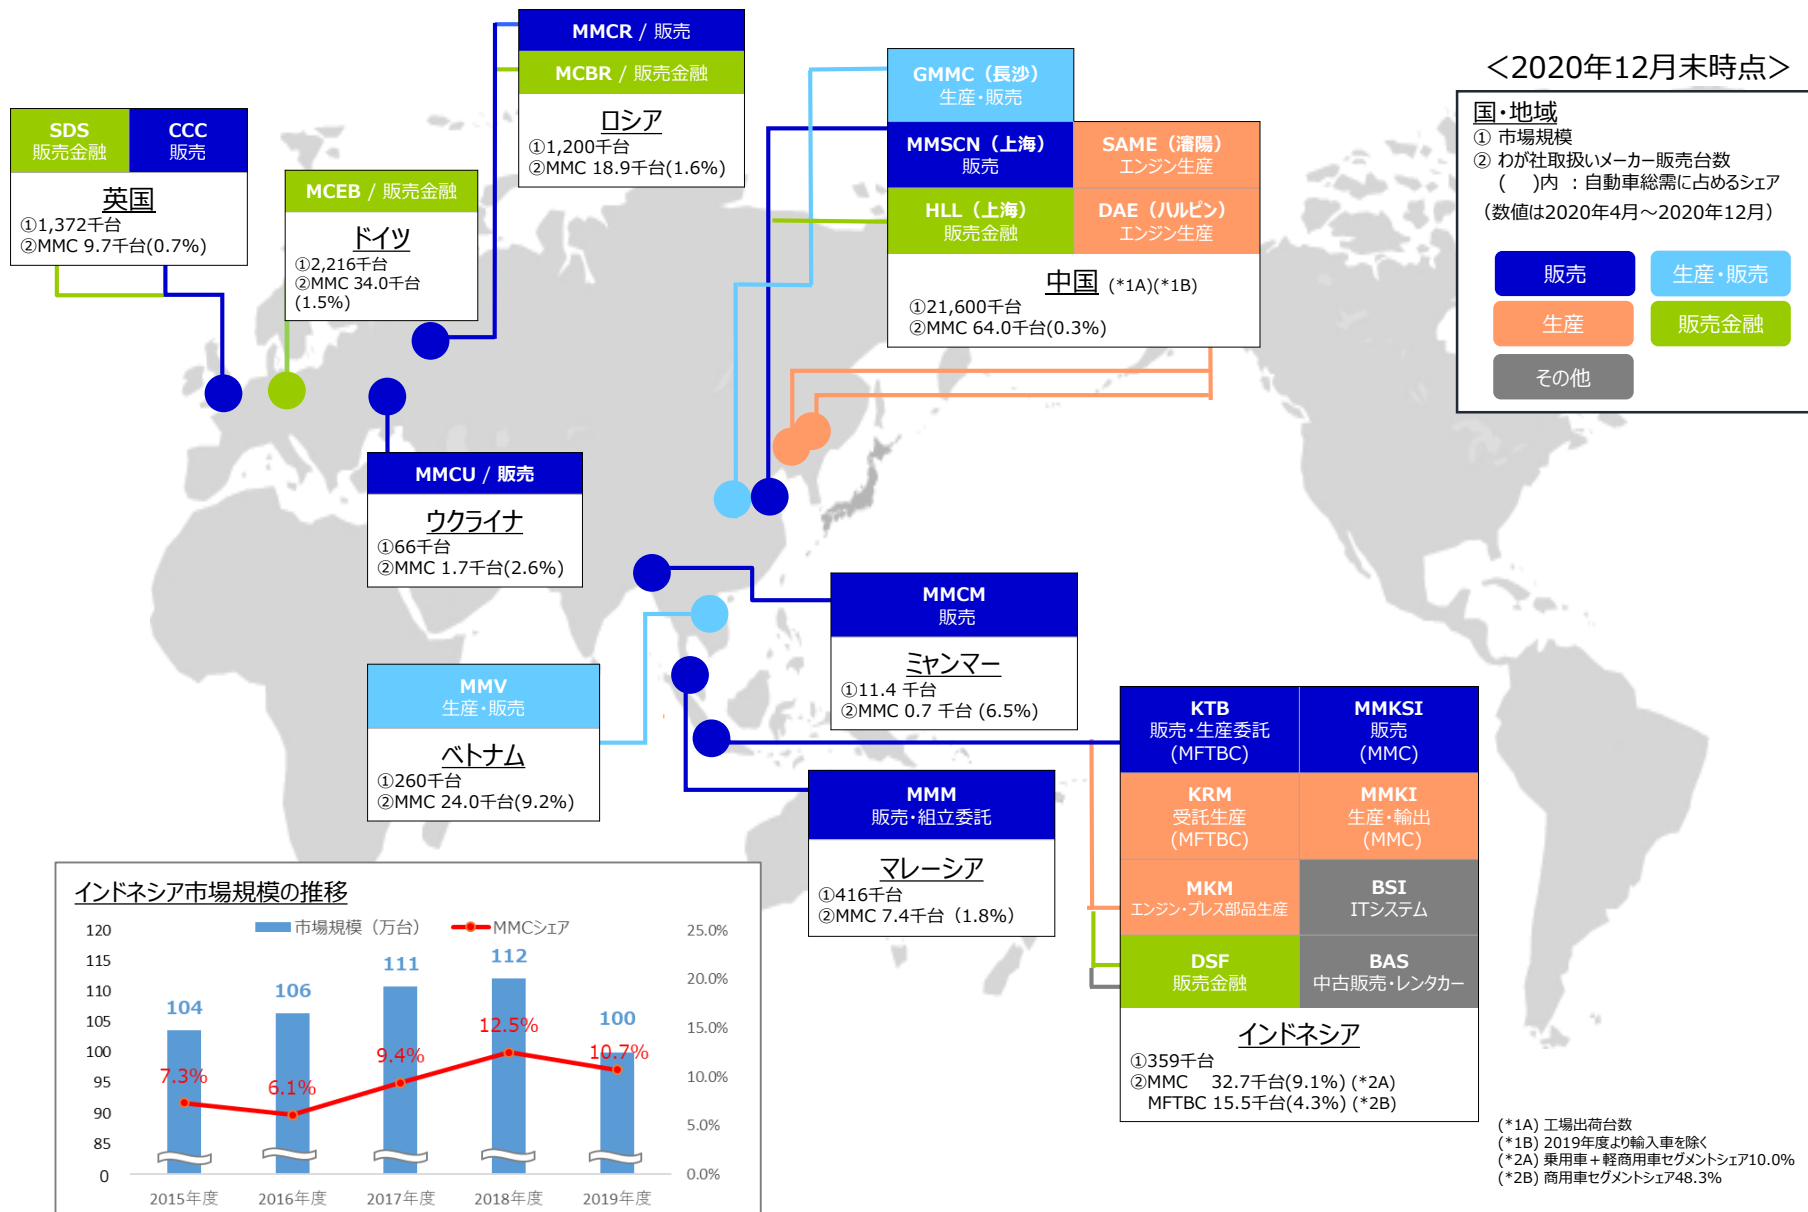 <2020年12月末時点>
国・地域
① 市場規模
② わが社取扱いメーカー販売台数
( )内 : 自動車総需に占めるシェア
(数値は2020年4月～2020年12月)
販売
生産・販売
生産
販売金融
その他
SDS
販売金融
CCC
販売
英国
①1,372千台
②MMC 9.7千台(0.7%)
MCEB / 販売金融
ドイツ
①2,216千台
②MMC 34.0千台
(1.5%)
MMCR / 販売
MCBR / 販売金融
ロシア
①1,200千台
②MMC 18.9千台(1.6%)
GMMC（長沙）
生産・販売
MMSCN（上海）
販売
SAME（瀋陽）
エンジン生産
HLL（上海）
販売金融
DAE（ハルピン）
エンジン生産
中国 (*1A)(*1B)
①21,600千台
②MMC 64.0千台(0.3%)
MMCU / 販売
ウクライナ
①66千台
②MMC 1.7千台(2.6%)
MMCM
販売
ミャンマー
①11.4 千台
②MMC 0.7 千台 (6.5%)
MMV
生産・販売
ベトナム
①260千台
②MMC 24.0千台(9.2%)
MMM
販売・組立委託
マレーシア
①416千台
②MMC 7.4千台（1.8%）
KTB
販売・生産委託
(MFTBC)
MMKSI
販売
(MMC)
KRM
受託生産
(MFTBC)
MMKI
生産・輸出
(MMC)
MKM
エンジン・プレス部品生産
BSI
ITシステム
DSF
販売金融
BAS
中古販売・レンタカー
インドネシア
①359千台
②MMC 32.7千台(9.1%) (*2A)
MFTBC 15.5千台(4.3%) (*2B)
インドネシア市場規模の推移
市場規模（万台）
MMCシェア
120
115
110
105
100
95
90
85
0
25.0%
20.0%
15.0%
10.0%
5.0%
0.0%
104
106
111
112
100
7.3%
6.1%
9.4%
12.5%
10.7%
2015年度
2016年度
2017年度
2018年度
2019年度
(*1A) 工場出荷台数
(*1B) 2019年度より輸入車を除く
(*2A) 乗用車＋軽商用車セグメントシェア10.0%
(*2B) 商用車セグメントシェア48.3%